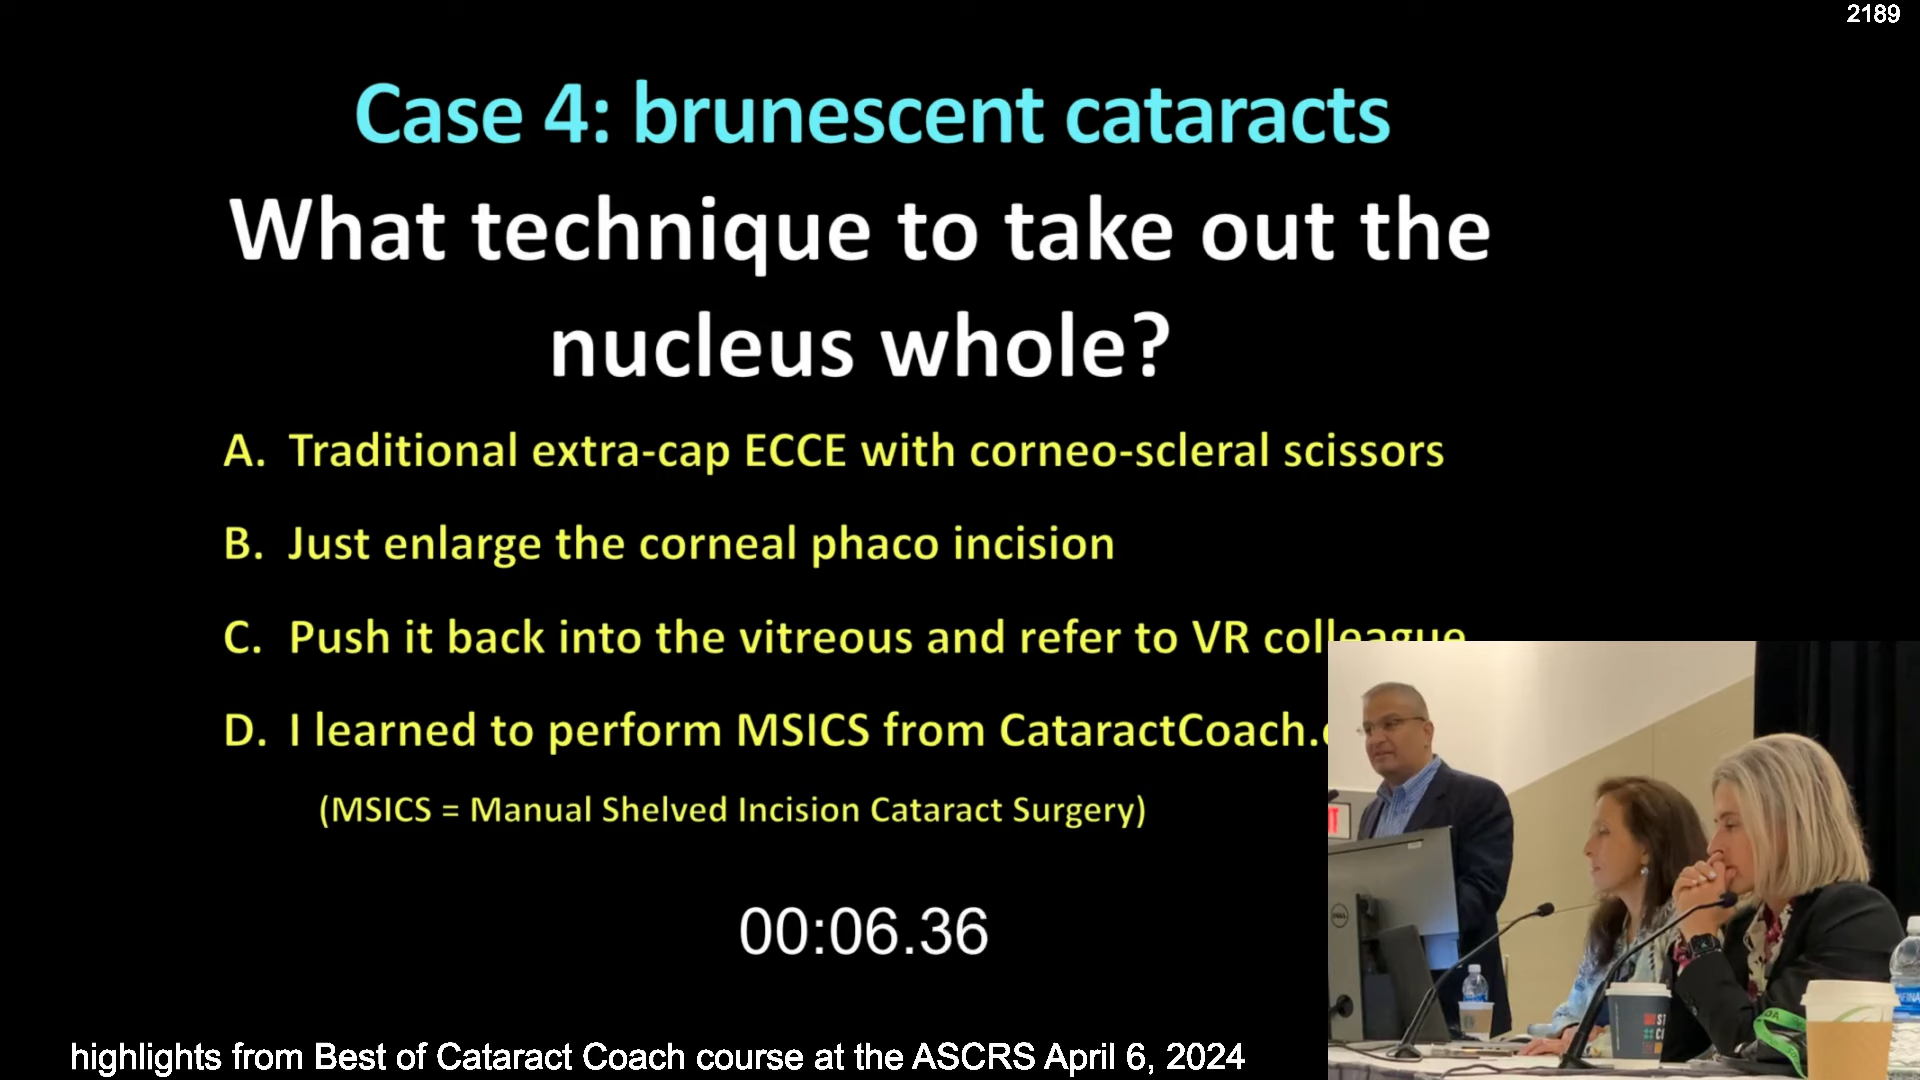 2189
Case 4: brunescent cataracts
What technique to take out the
nucleus whole?
A. Traditional extra-cap ECCE with corneo-scleral scissors
B. Just enlarge the corneal phaco incision
C. Push it back into the vitreous and refer to VR colleague
D. I learned to perform MSICS from CataractCoach.
(MSICS = Manual Shelved Incision Cataract Surgery)
00:06.36
DELL
highlights from Best of Cataract Coach course at the ASCRS April 6, 2024